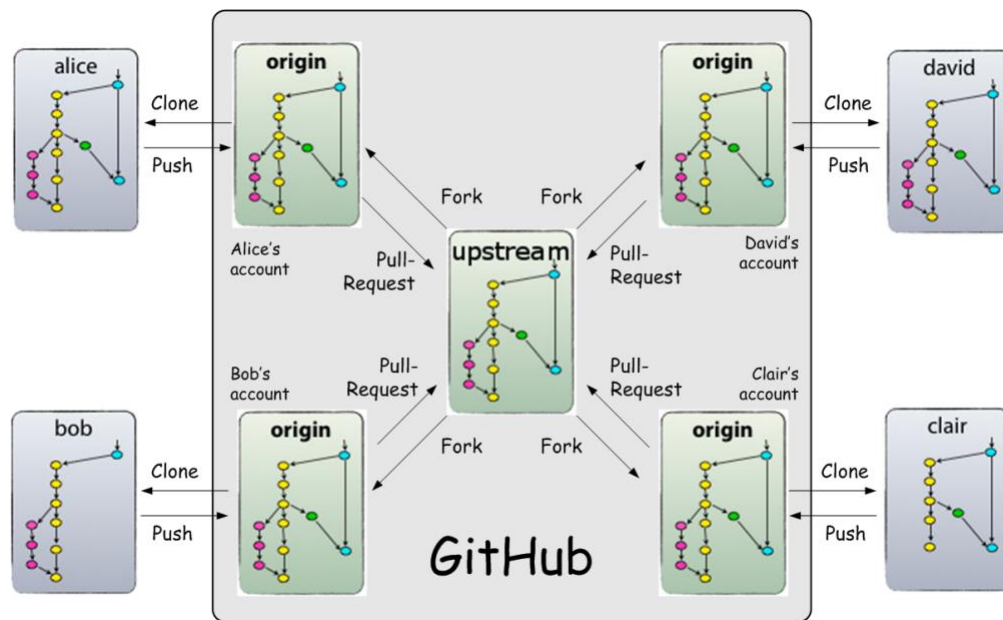 alice
Clone
Push
origin
Alice's
account
Fork
Pull-
Request
origin
David's
account
Fork
Pull-
Request
david
Clone
Push
upstream
bob
Clone
Push
Bob's
account
origin
Pull-
Request
Fork
Pull-
Request
Fork
Clair's
account
origin
Clone
Push
clair
GitHub